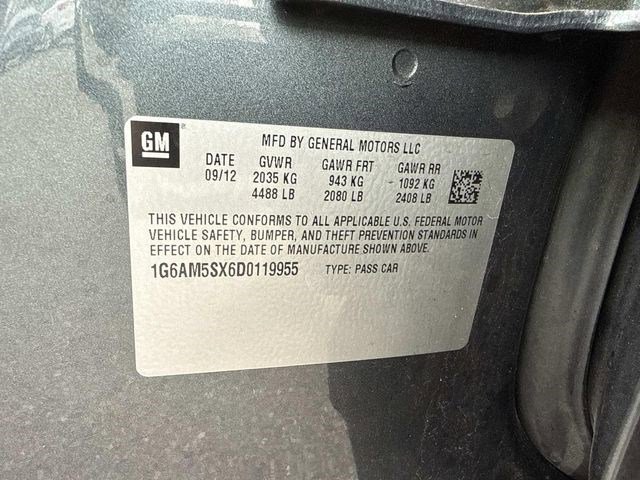 GM
MFD BY GENERAL MOTORS LLC
DATE GVWR GAWR FRT GAWR RR
09/12 2035 KG 943 KG 1092 KG
4488 LB 2080 LB 2408 LB
THIS VEHICLE CONFORMS TO ALL APPLICABLE U.S. FEDERAL MOTOR
VEHICLE SAFETY, BUMPER, AND THEFT PREVENTION STANDARDS IN
EFFECT ON THE DATE OF MANUFACTURE SHOWN ABOVE.
1G6AM5SX6D0119955 TYPE: PASS CAR